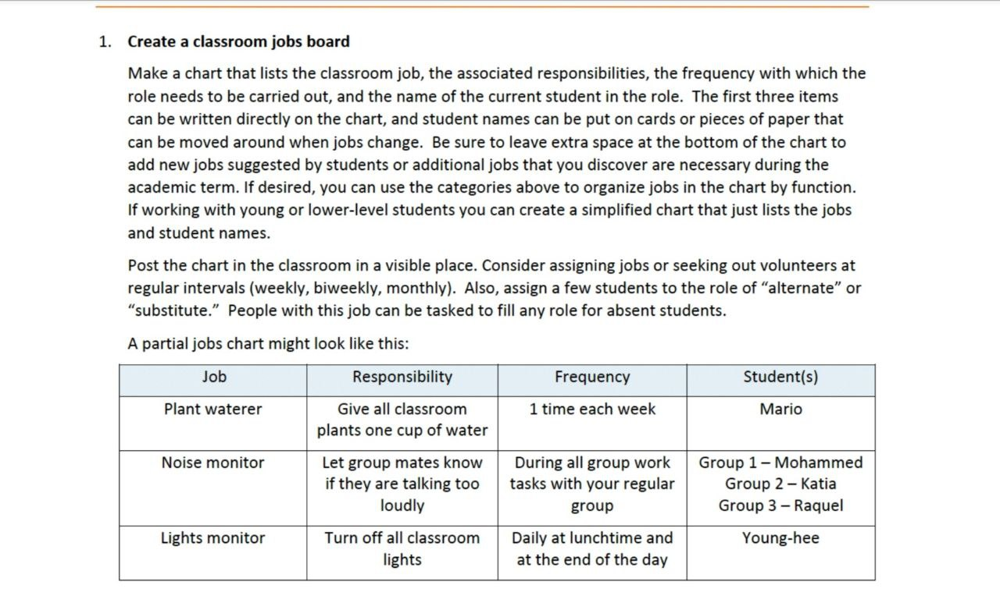 1. Create a classroom jobs board
Make a chart that lists the classroom job, the associated responsibilities, the frequency with which the
role needs to be carried out, and the name of the current student in the role. The first three items
can be written directly on the chart, and student names can be put on cards or pieces of paper that
can be moved around when jobs change. Be sure to leave extra space at the bottom of the chart to
add new jobs suggested by students or additional jobs that you discover are necessary during the
academic term. If desired, you can use the categories above to organize jobs in the chart by function.
If working with young or lower-level students you can create a simplified chart that just lists the jobs
and student names.
Post the chart in the classroom in a visible place. Consider assigning jobs or seeking out volunteers at
regular intervals (weekly, biweekly, monthly). Also, assign a few students to the role of “alternate” or
“substitute.” People with this job can be tasked to fill any role for absent students.
A partial jobs chart might look like this:
Job Responsibility Frequency Student(s)
Plant waterer Give all classroom 1 time each week Mario
plants one cup of water
Noise monitor Let group mates know During all group work Group 1 – Mohammed
if they are talking too tasks with your regular Group 2 – Katia
loudly group Group 3 – Raquel
Lights monitor Turn off all classroom Daily at lunchtime and Young-hee
lights at the end of the day